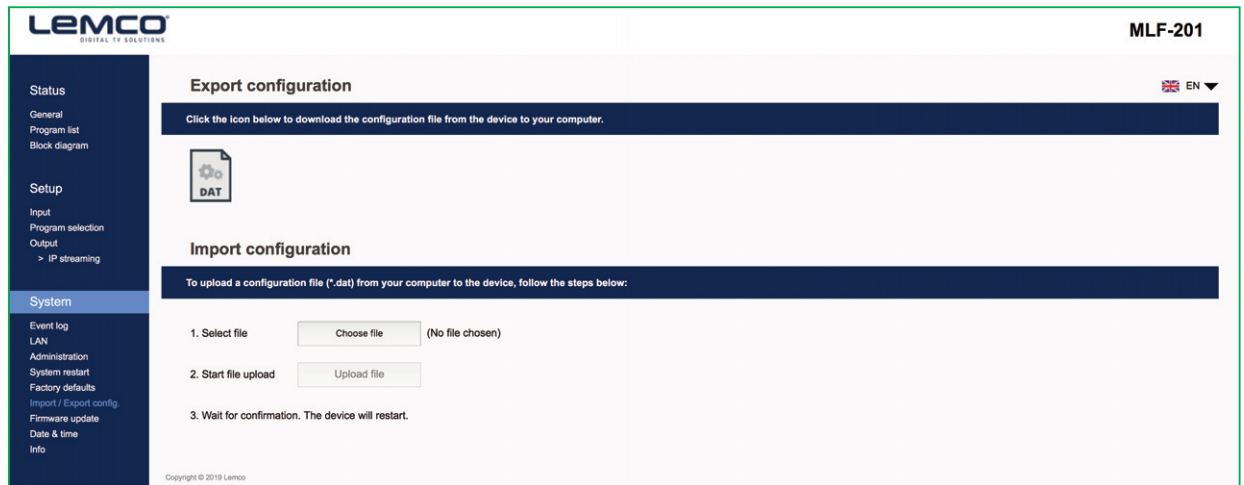 Lemco
DIGITAL TV SOLUTIONS
MLF-201
Status
General
Program list
Block diagram
Setup
Input
Program selection
Output
> IP streaming
System
Event log
LAN
Administration
System restart
Factory defaults
Import / Export config.
Firmware update
Date & time
Info
Export configuration
EN
Click the icon below to download the configuration file from the device to your computer.
DAT
Import configuration
To upload a configuration file (*.dat) from your computer to the device, follow the steps below:
1. Select file Choose file (No file chosen)
2. Start file upload Upload file
3. Wait for confirmation. The device will restart.
Copyright © 2019 Lemco